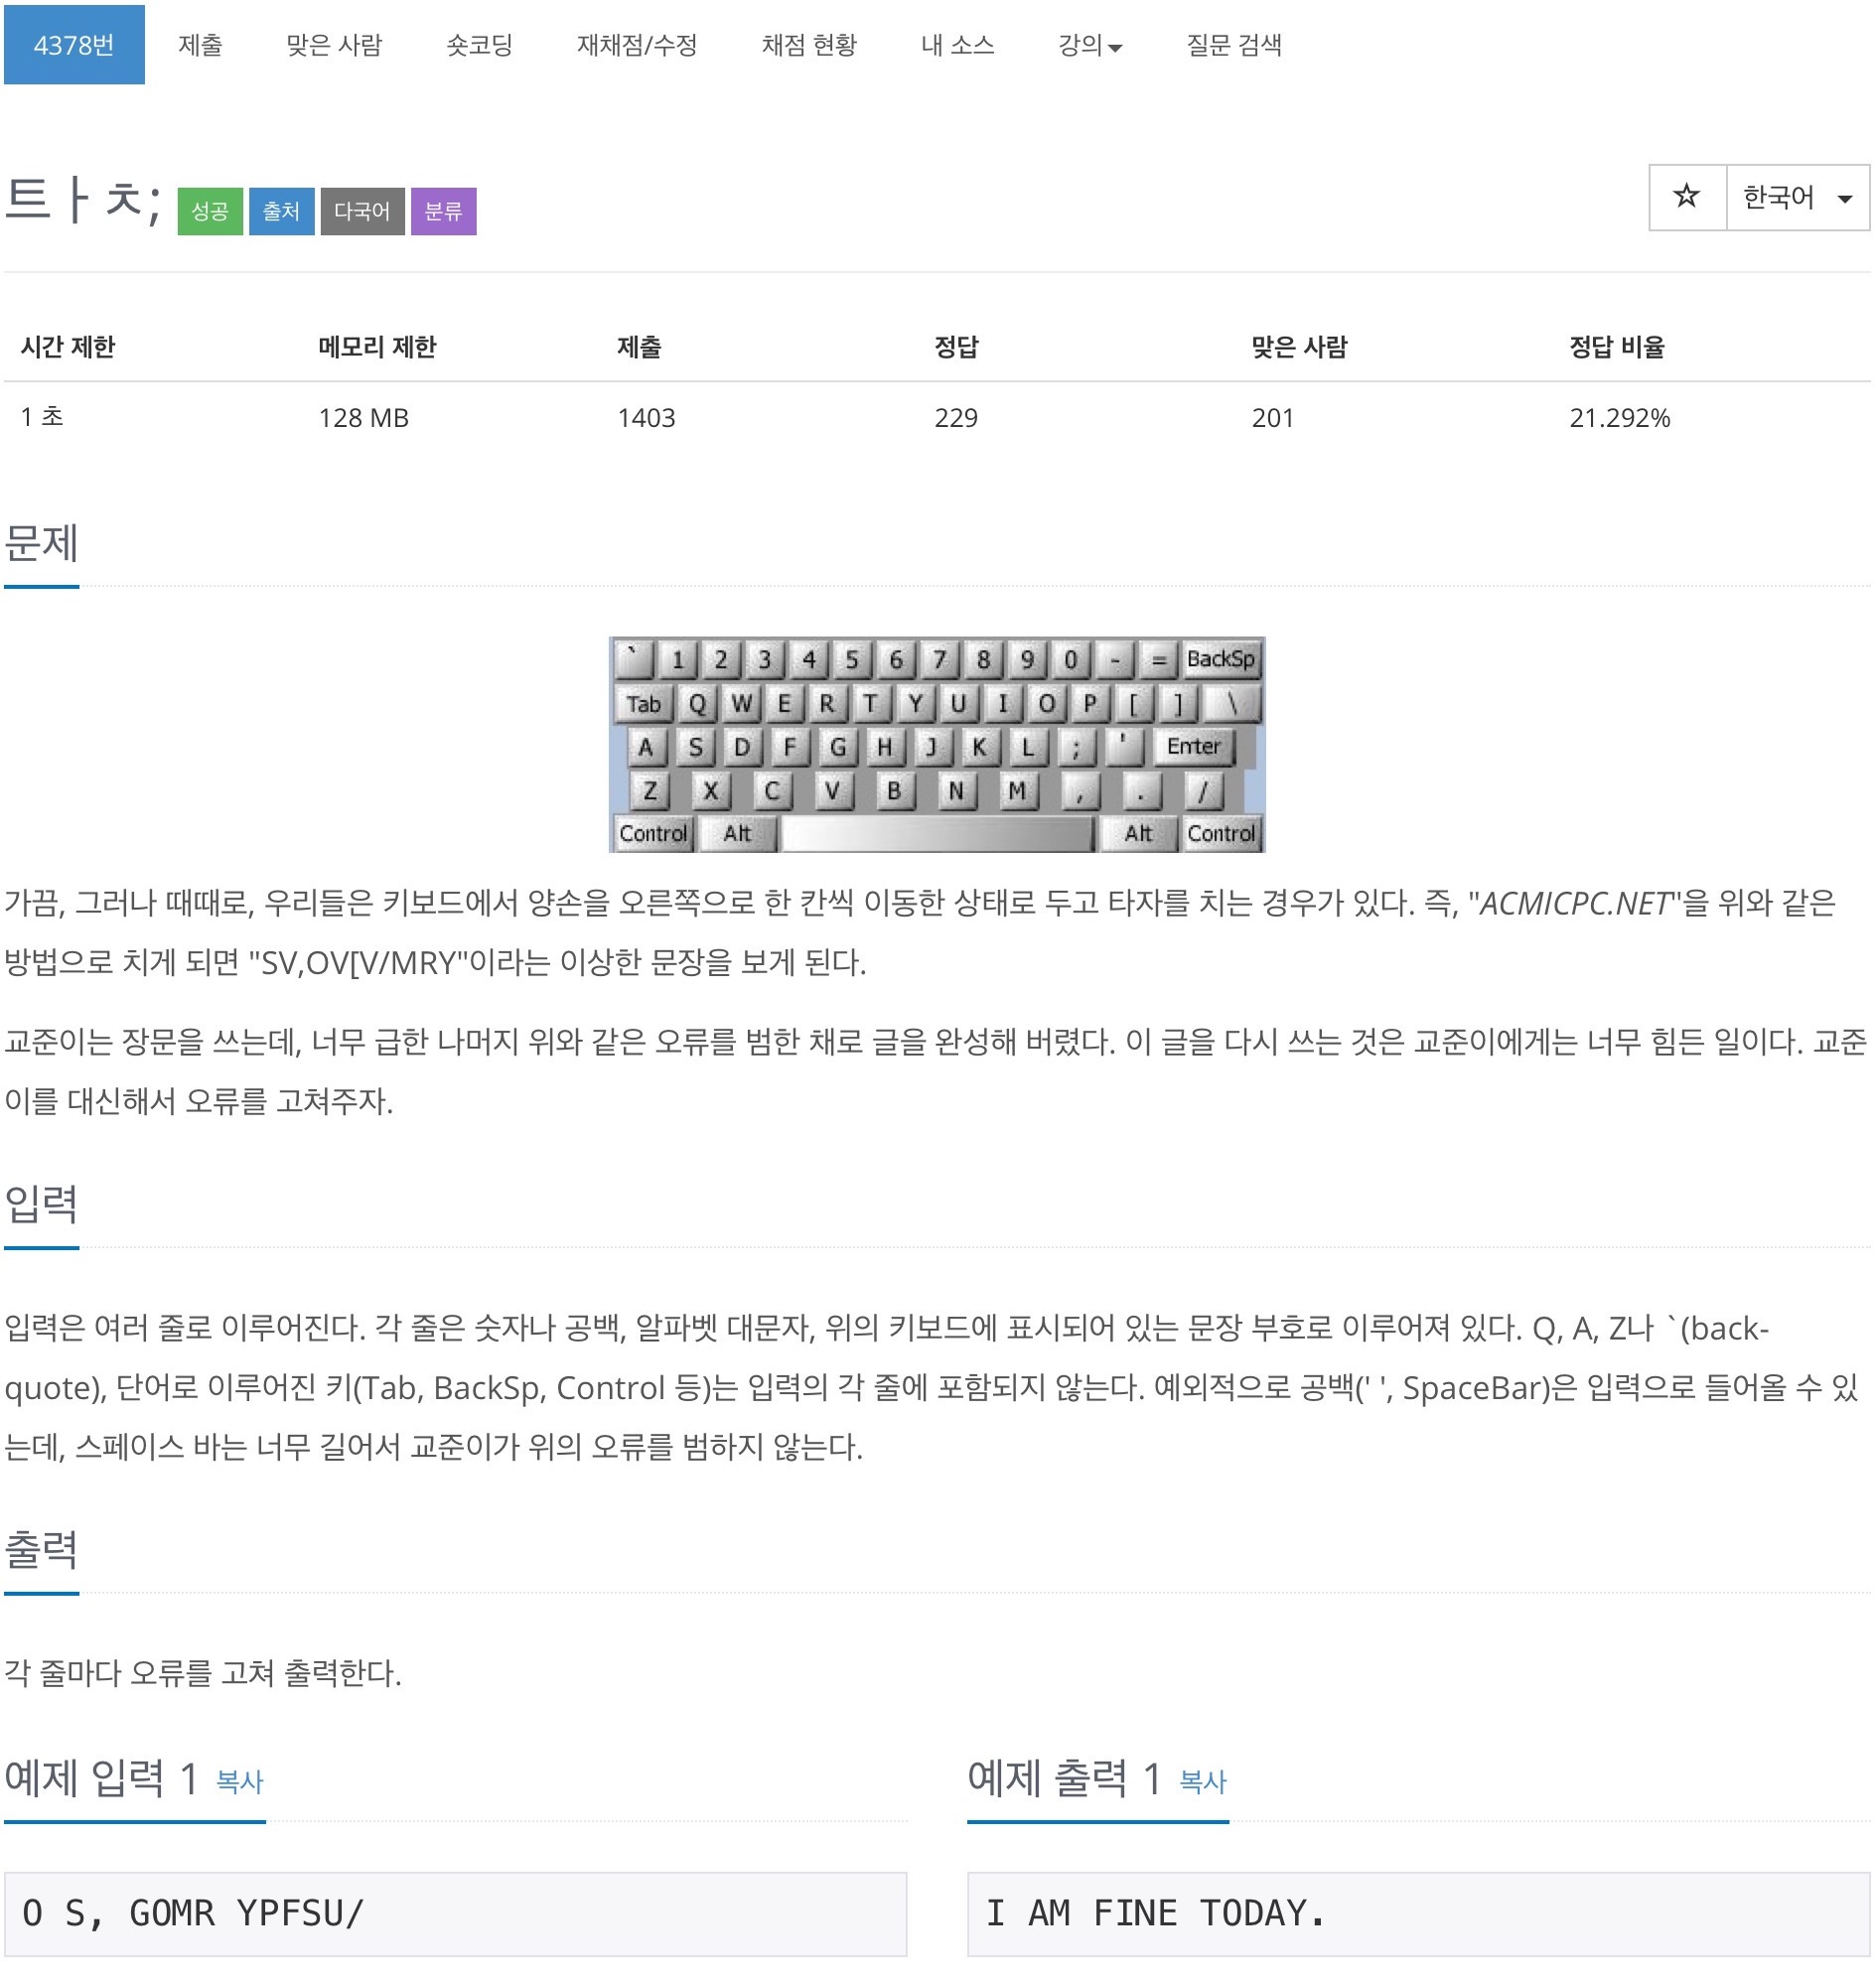 4378번 제출 맞은 사람 숏코딩 재채점/수정 채점 현황 내 소스 강의 질문 검색
트ㅏㅊ; 성공 출처 다국어 분류 ☆ 한국어
시간 제한 메모리 제한 제출 정답 맞은 사람 정답 비율
1 초 128 MB 1403 229 201 21.292%
문제
` 1 2 3 4 5 6 7 8 9 0 - = BackSp
Tab Q W E R T Y U I O P [ ] \
A S D F G H J K L ; ' Enter
Z X C V B N M , . /
Control Alt Alt Control
가끔, 그러나 때때로, 우리들은 키보드에서 양손을 오른쪽으로 한 칸씩 이동한 상태로 두고 타자를 치는 경우가 있다. 즉, "ACMICPC.NET"을 위와 같은
방법으로 치게 되면 "SV,OV[V/MRY"이라는 이상한 문장을 보게 된다.
교준이는 장문을 쓰는데, 너무 급한 나머지 위와 같은 오류를 범한 채로 글을 완성해 버렸다. 이 글을 다시 쓰는 것은 교준이에게는 너무 힘든 일이다. 교준
이를 대신해서 오류를 고쳐주자.
입력
입력은 여러 줄로 이루어진다. 각 줄은 숫자나 공백, 알파벳 대문자, 위의 키보드에 표시되어 있는 문장 부호로 이루어져 있다. Q, A, Z나 `(back-
quote), 단어로 이루어진 키(Tab, BackSp, Control 등)는 입력의 각 줄에 포함되지 않는다. 예외적으로 공백(' ', SpaceBar)은 입력으로 들어올 수 있
는데, 스페이스 바는 너무 길어서 교준이가 위의 오류를 범하지 않는다.
출력
각 줄마다 오류를 고쳐 출력한다.
예제 입력 1 복사
O S, GOMR YPFSU/
예제 출력 1 복사
I AM FINE TODAY.